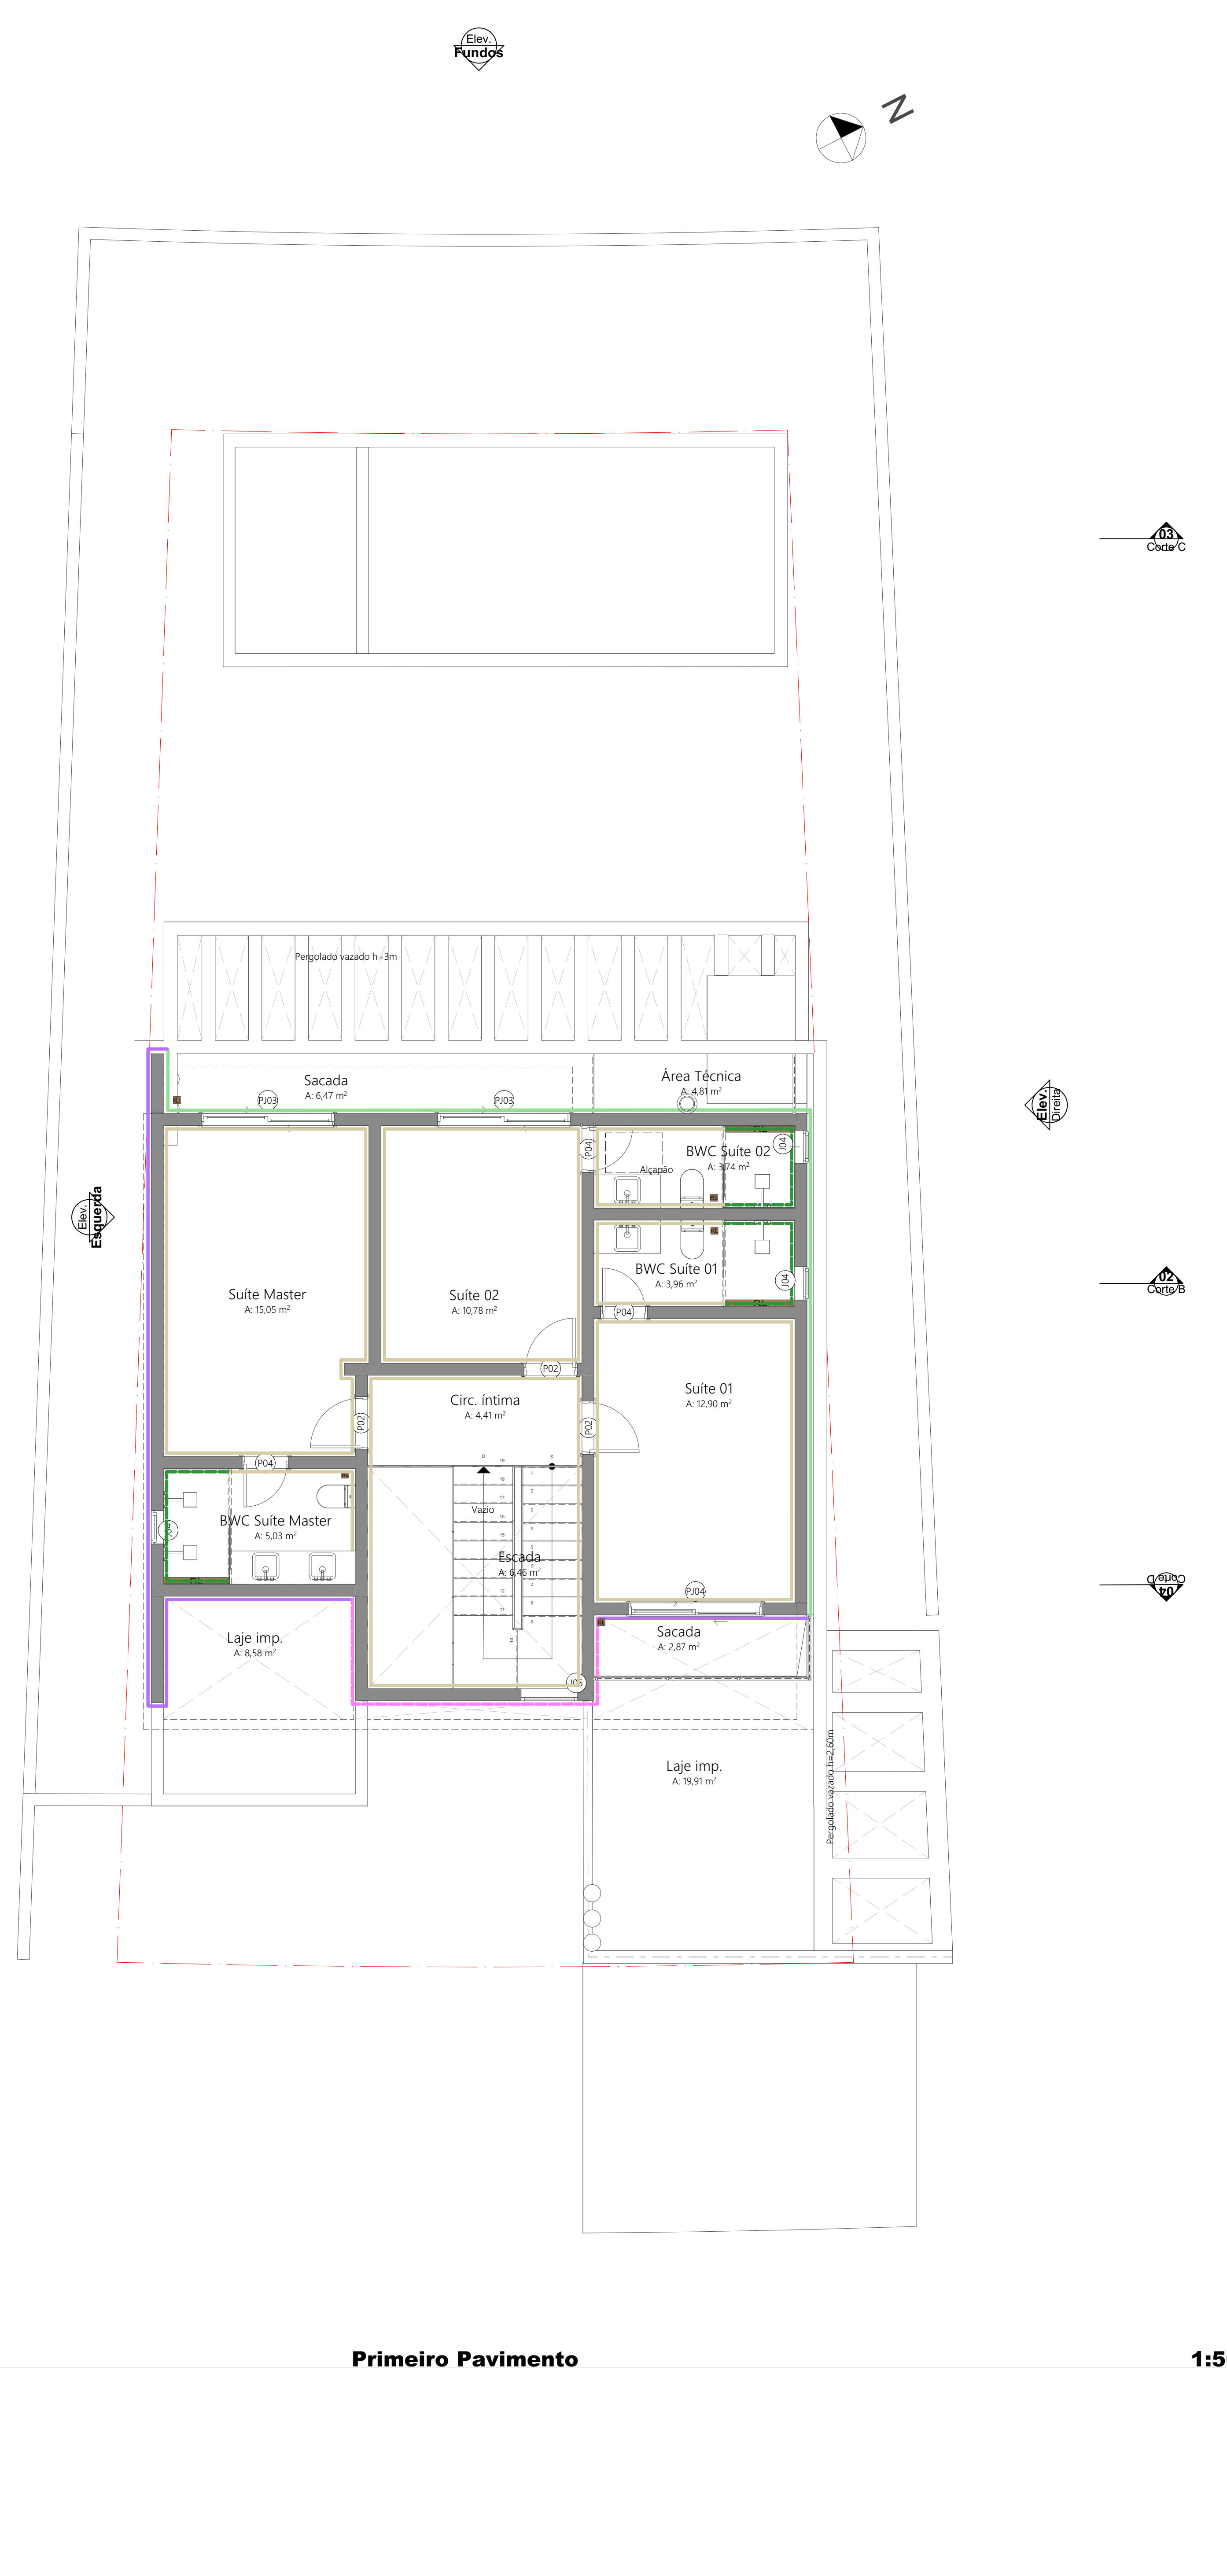 Elev.
Fundos
N
03
Corte C
Pergolado vazado h=3m
Sacada
A: 6,47 m²
Área Técnica
A: 4,81 m²
PJ03
PJ03
Elev.
Direita
P04
J04
BWC Suíte 02
A: 3,74 m²
Alçapão
Elev.
Esquerda
BWC Suíte 01
A: 3,96 m²
J04
02
Corte B
Suíte Master
A: 15,05 m²
Suíte 02
A: 10,78 m²
P04
P02
Suíte 01
A: 12,90 m²
Circ. íntima
A: 4,41 m²
P02
P02
P04
Vazio
BWC Suíte Master
A: 5,03 m²
J04
Escada
A: 6,46 m²
04
Corte D
PJ04
Laje imp.
A: 8,58 m²
Sacada
A: 2,87 m²
Laje imp.
A: 19,91 m²
Pergolado vazado h=2,60m
Primeiro Pavimento
1:5